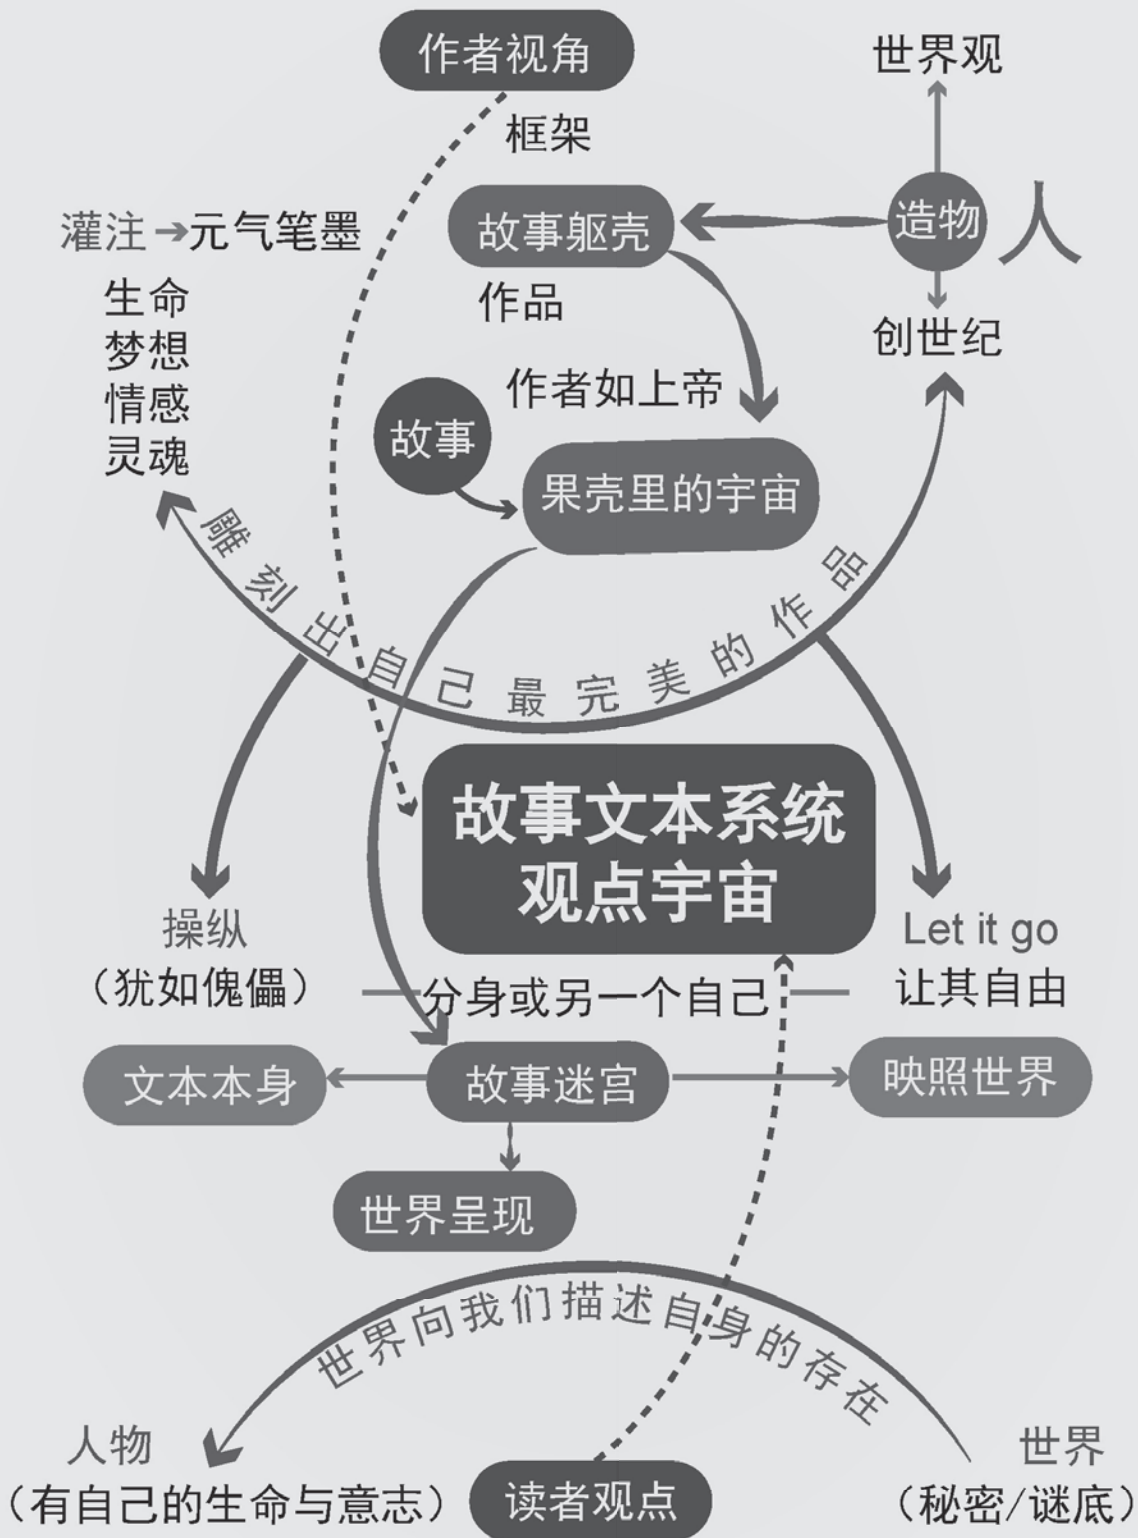 作者视角
世界观
框架
造物
人
灌注→元气笔墨
故事躯壳
生命
作品
梦想
创世纪
情感
作者如上帝
灵魂
故事
果壳里的宇宙
雕刻出自己最完美的作品
故事文本系统
观点宇宙
操纵
Let it go
（犹如傀儡）
分身或另一个自己
让其自由
文本本身
故事迷宫
映照世界
世界呈现
世界向我们描述自身的存在
人物
世界
（有自己的生命与意志）
读者观点
（秘密/谜底）